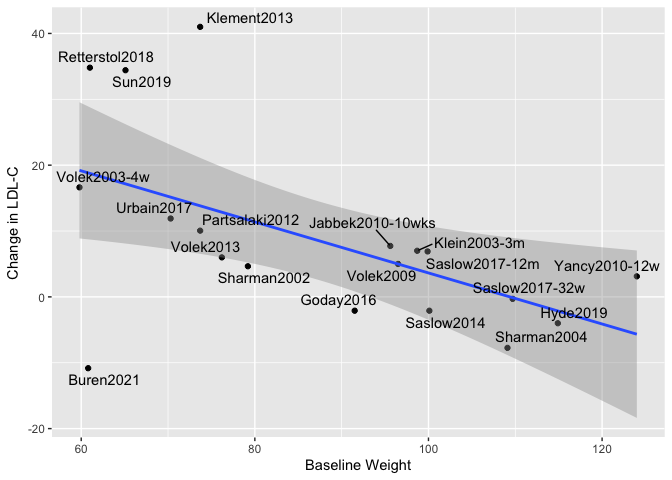 Klement2013
40
Retterstol2018
Sun2019
20
Volek2003-4w
Urbain2017
Partsalaki2012
Jabbek2010-10wks
Volek2013
Klein2003-3m
Sharman2002
Saslow2017-12m
Yancy2010-12w
Volek2009
Saslow2017-32w
0
Goday2016
Hyde2019
Saslow2014
Sharman2004
Buren2021
-20
60
80
100
120
Baseline Weight
Change in LDL-C